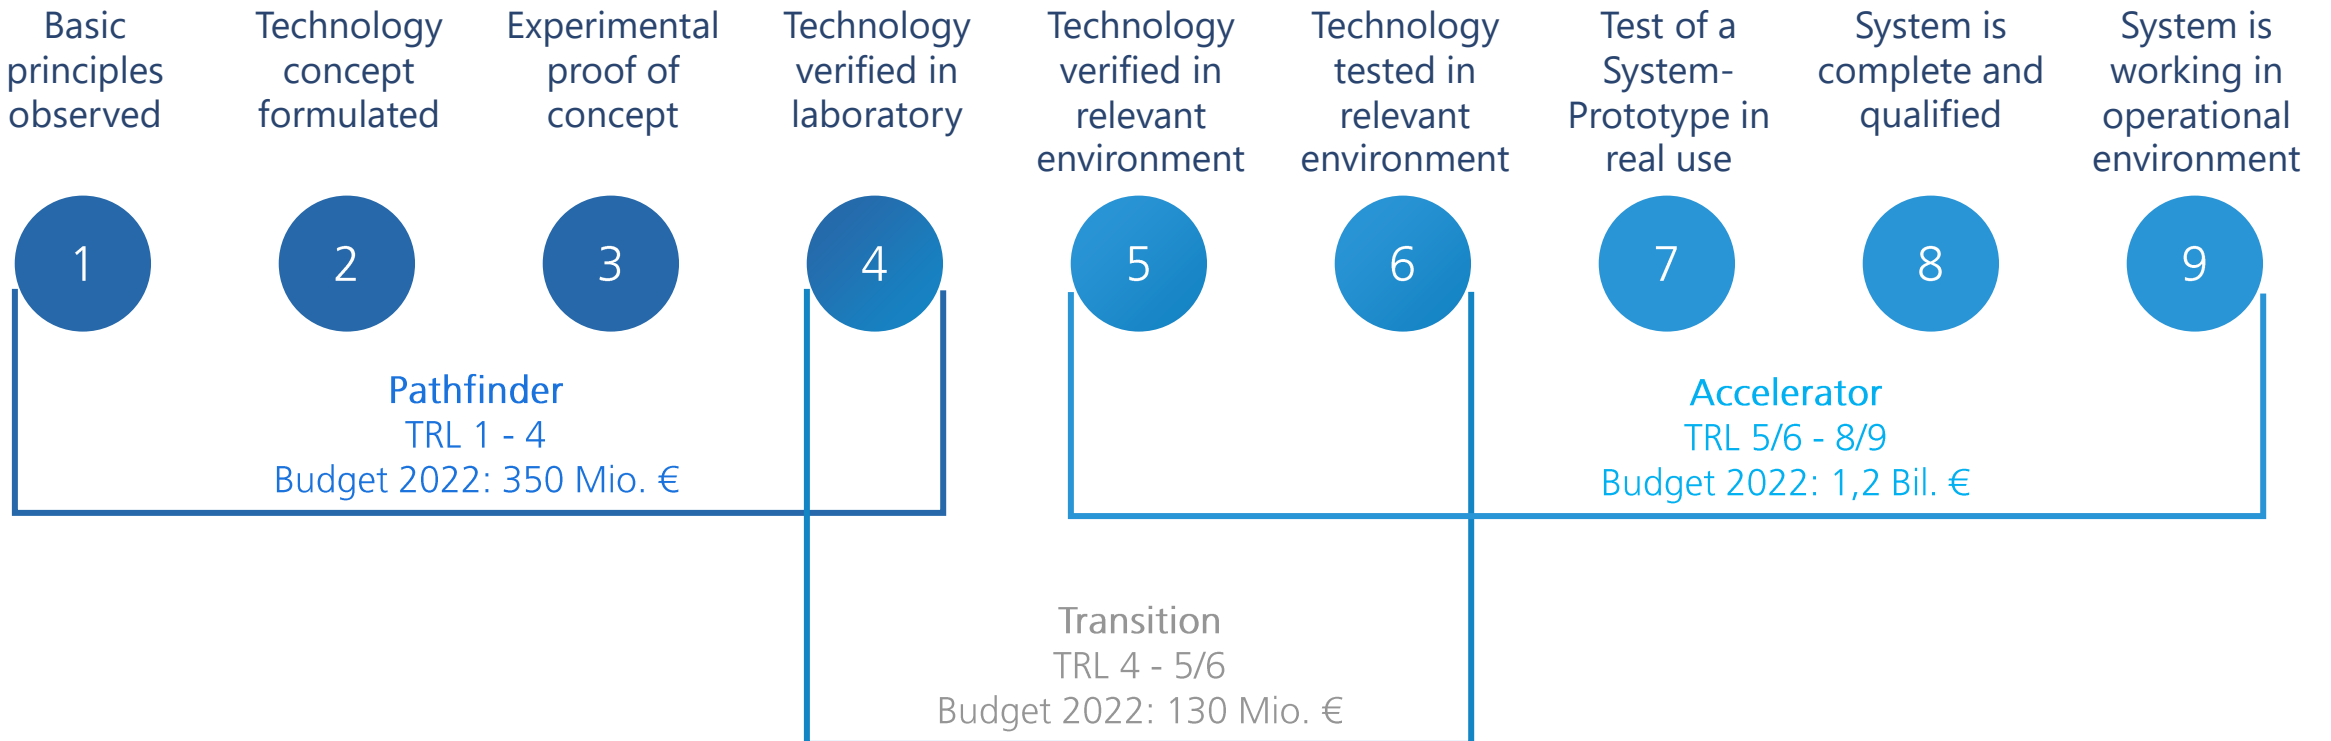 Basic
principles
observed
Technology
concept
formulated
Experimental
proof of
concept
Technology
verified in
laboratory
Technology
verified in
relevant
environment
Technology
tested in
relevant
environment
Test of a
System-
Prototype in
real use
System is
complete and
qualified
System is
working in
operational
environment
1
2
3
4
5
6
7
8
9
Pathfinder
TRL 1 - 4
Budget 2022: 350 Mio. €
Accelerator
TRL 5/6 - 8/9
Budget 2022: 1,2 Bil. €
Transition
TRL 4 - 5/6
Budget 2022: 130 Mio. €